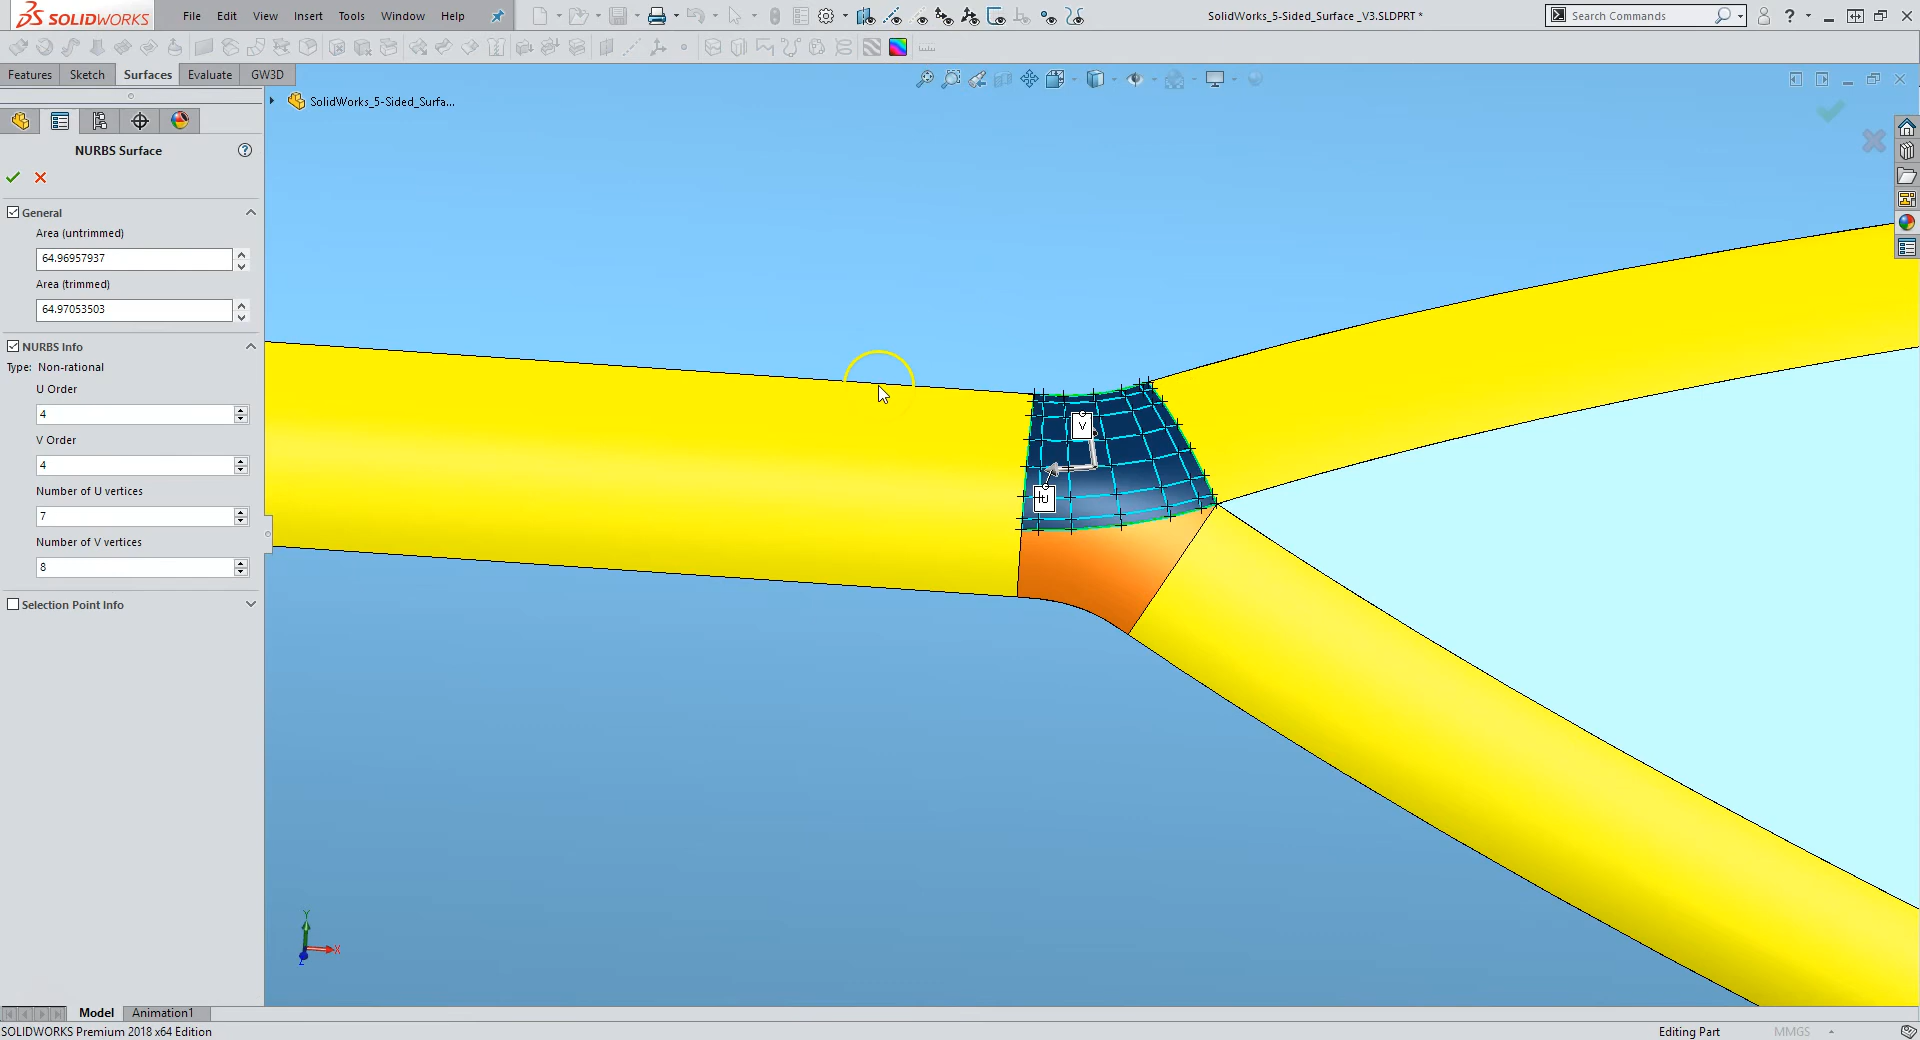 SOLIDWORKS
File Edit View Insert Tools Window Help
SolidWorks_5-Sided_Surface _V3.SLDPRT *
Search Commands
?
Features Sketch Surfaces Evaluate GW3D
SolidWorks_5-Sided_Surfa...
NURBS Surface
?
General
Area (untrimmed)
64.96957937
Area (trimmed)
64.97053503
NURBS Info
Type: Non-rational
U Order
4
V Order
4
Number of U vertices
7
Number of V vertices
8
Selection Point Info
V
U
Y
X
Z
Model Animation1
SOLIDWORKS Premium 2018 x64 Edition
Editing Part
MMGS